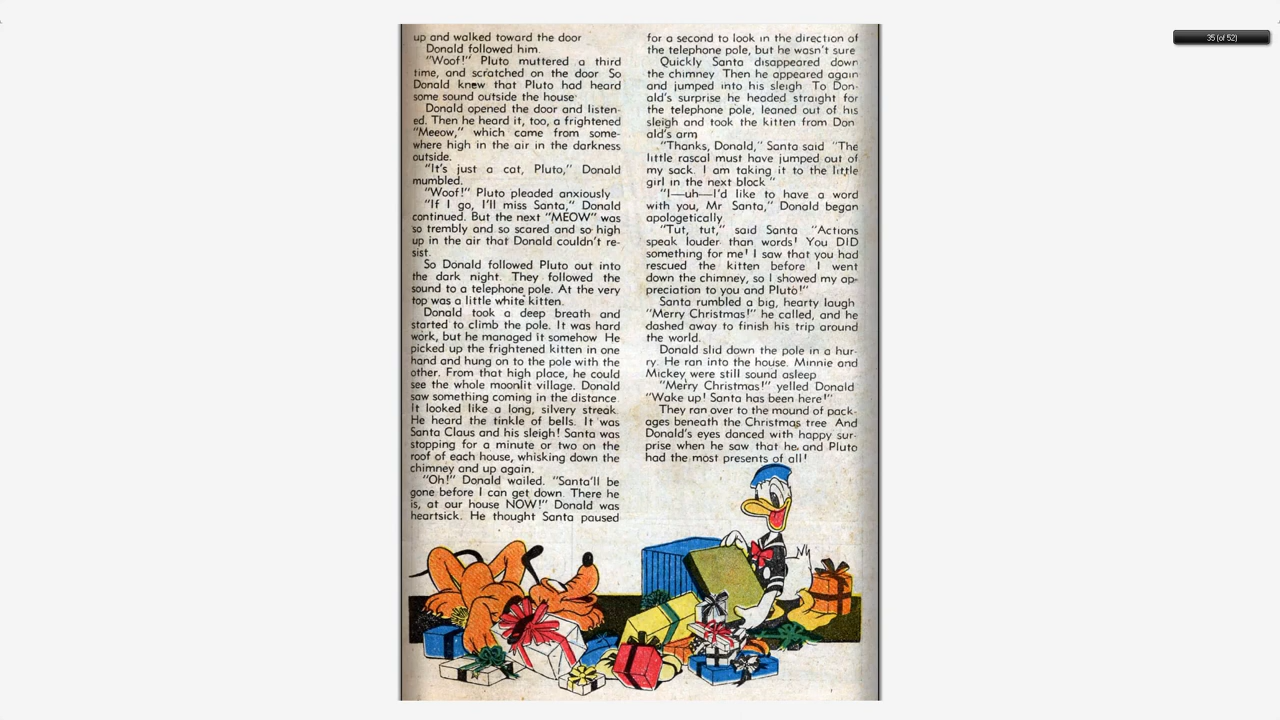 35 (of 52)
up and walked toward the door
Donald followed him.
"Woof!" Pluto muttered a third
time, and scratched on the door So
Donald knew that Pluto had heard
some sound outside the house
Donald opened the door and listen-
ed. Then he heard it, too, a frightened
"Meeow," which came from some-
where high in the air in the darkness
outside.
"It's just a cat, Pluto," Donald
mumbled.
"Woof!" Pluto pleaded anxiously
"If I go, I'll miss Santa," Donald
continued. But the next "MEOW" was
so trembly and so scared and so high
up in the air that Donald couldn't re-
sist.
So Donald followed Pluto out into
the dark night. They followed the
sound to a telephone pole. At the very
top was a little white kitten.
Donald took a deep breath and
started to climb the pole. It was hard
work, but he managed it somehow He
picked up the frightened kitten in one
hand and hung on to the pole with the
other. From that high place, he could
see the whole moonlit village. Donald
saw something coming in the distance
It looked like a long, silvery streak
He heard the tinkle of bells. It was
Santa Claus and his sleigh! Santa was
stopping for a minute or two on the
roof of each house, whisking down the
chimney and up again.
"Oh!" Donald wailed. "Santa'll be
gone before I can get down. There he
is, at our house NOW!" Donald was
heartsick. He thought Santa paused
for a second to look in the direction of
the telephone pole, but he wasn't sure
Quickly Santa disappeared down
the chimney Then he appeared again
and jumped into his sleigh To Don-
ald's surprise he headed straight for
the telephone pole, leaned out of his
sleigh and took the kitten from Don
ald's arm
"Thanks, Donald," Santa said "The
little rascal must have jumped out of
my sack. I am taking it to the little
girl in the next block "
"I—uh—I'd like to have a word
with you, Mr Santa," Donald began
apologetically
"Tut, tut," said Santa "Actions
speak louder than words! You DID
something for me! I saw that you had
rescued the kitten before I went
down the chimney, so I showed my ap-
preciation to you and Pluto!"
Santa rumbled a big, hearty laugh
"Merry Christmas!" he called, and he
dashed away to finish his trip around
the world.
Donald slid down the pole in a hur-
ry. He ran into the house. Minnie and
Mickey were still sound asleep
"Merry Christmas!" yelled Donald
"Wake up! Santa has been here!"
They ran over to the mound of pack-
ages beneath the Christmas tree And
Donald's eyes danced with happy sur-
prise when he saw that he and Pluto
had the most presents of all!